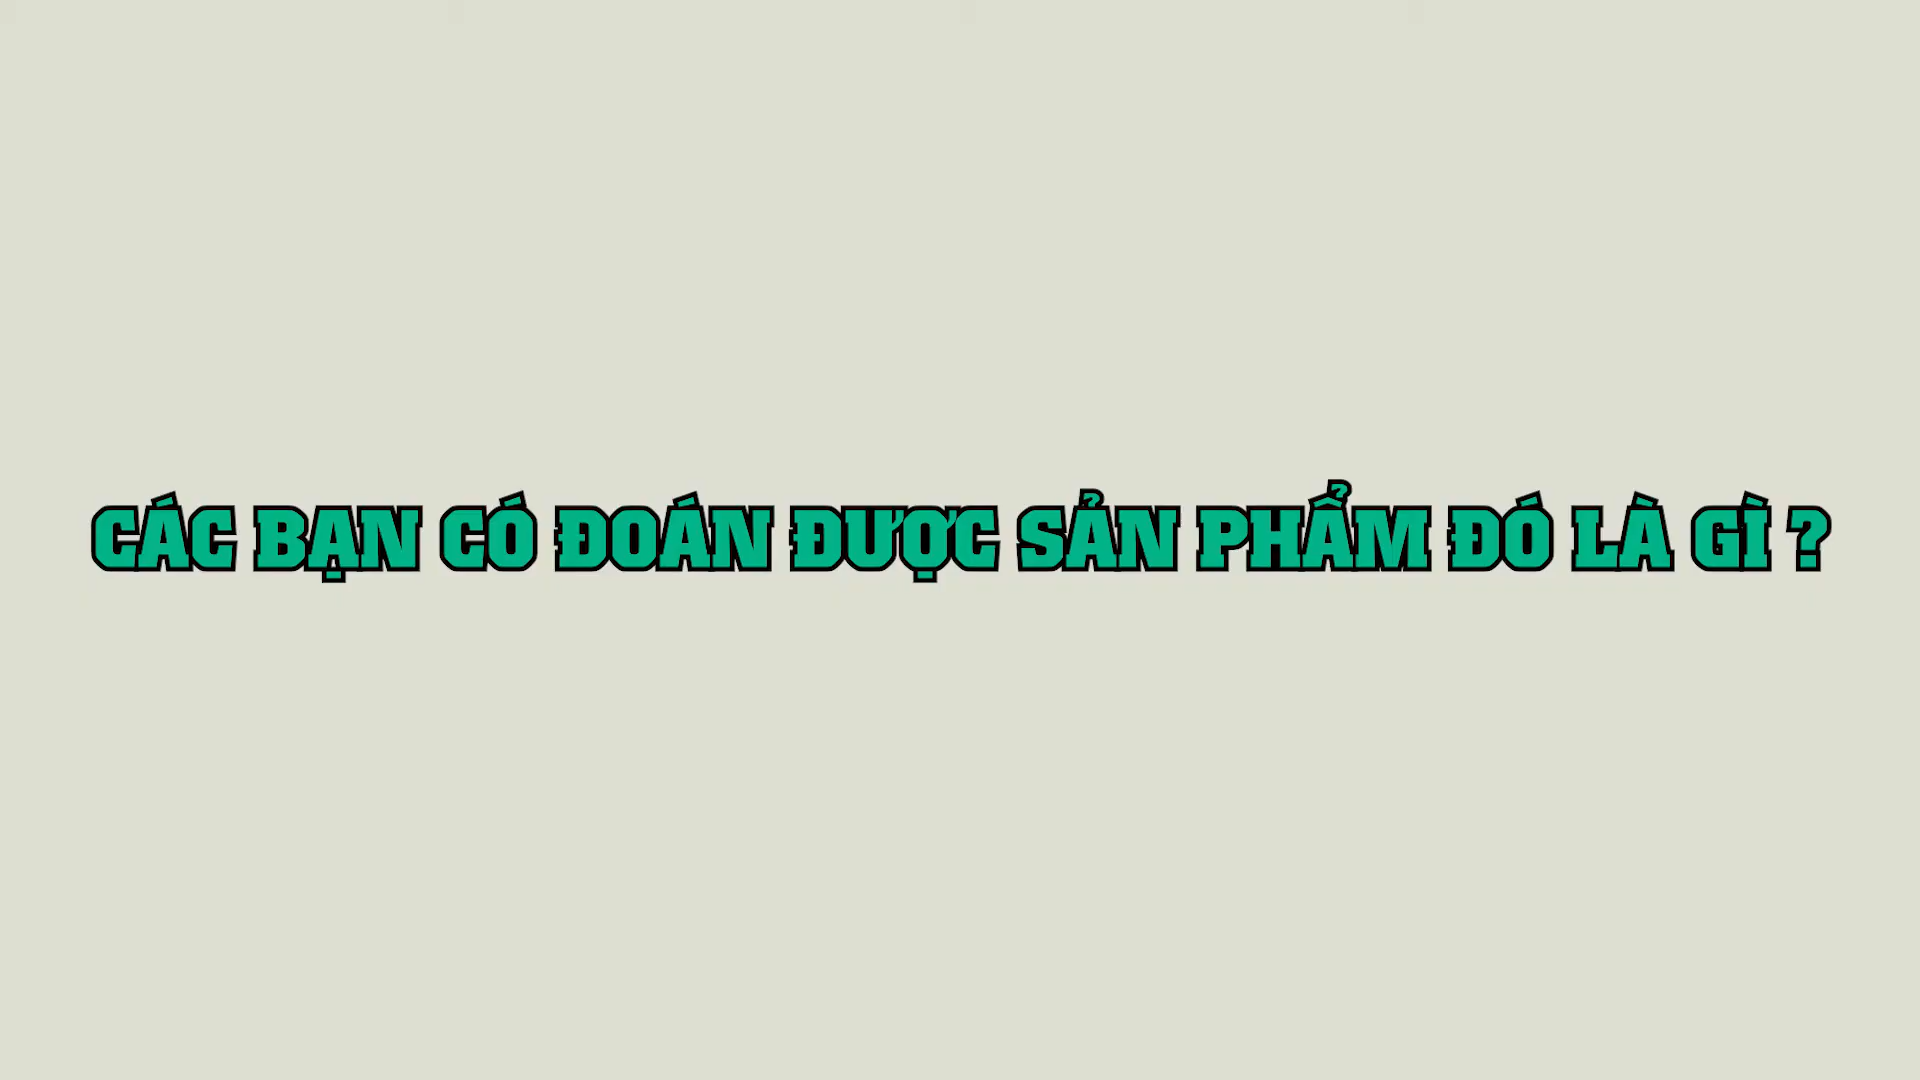 CÁC BẠN CÓ ĐOÁN ĐƯỢC SẢN PHẨM ĐÓ LÀ GÌ ?